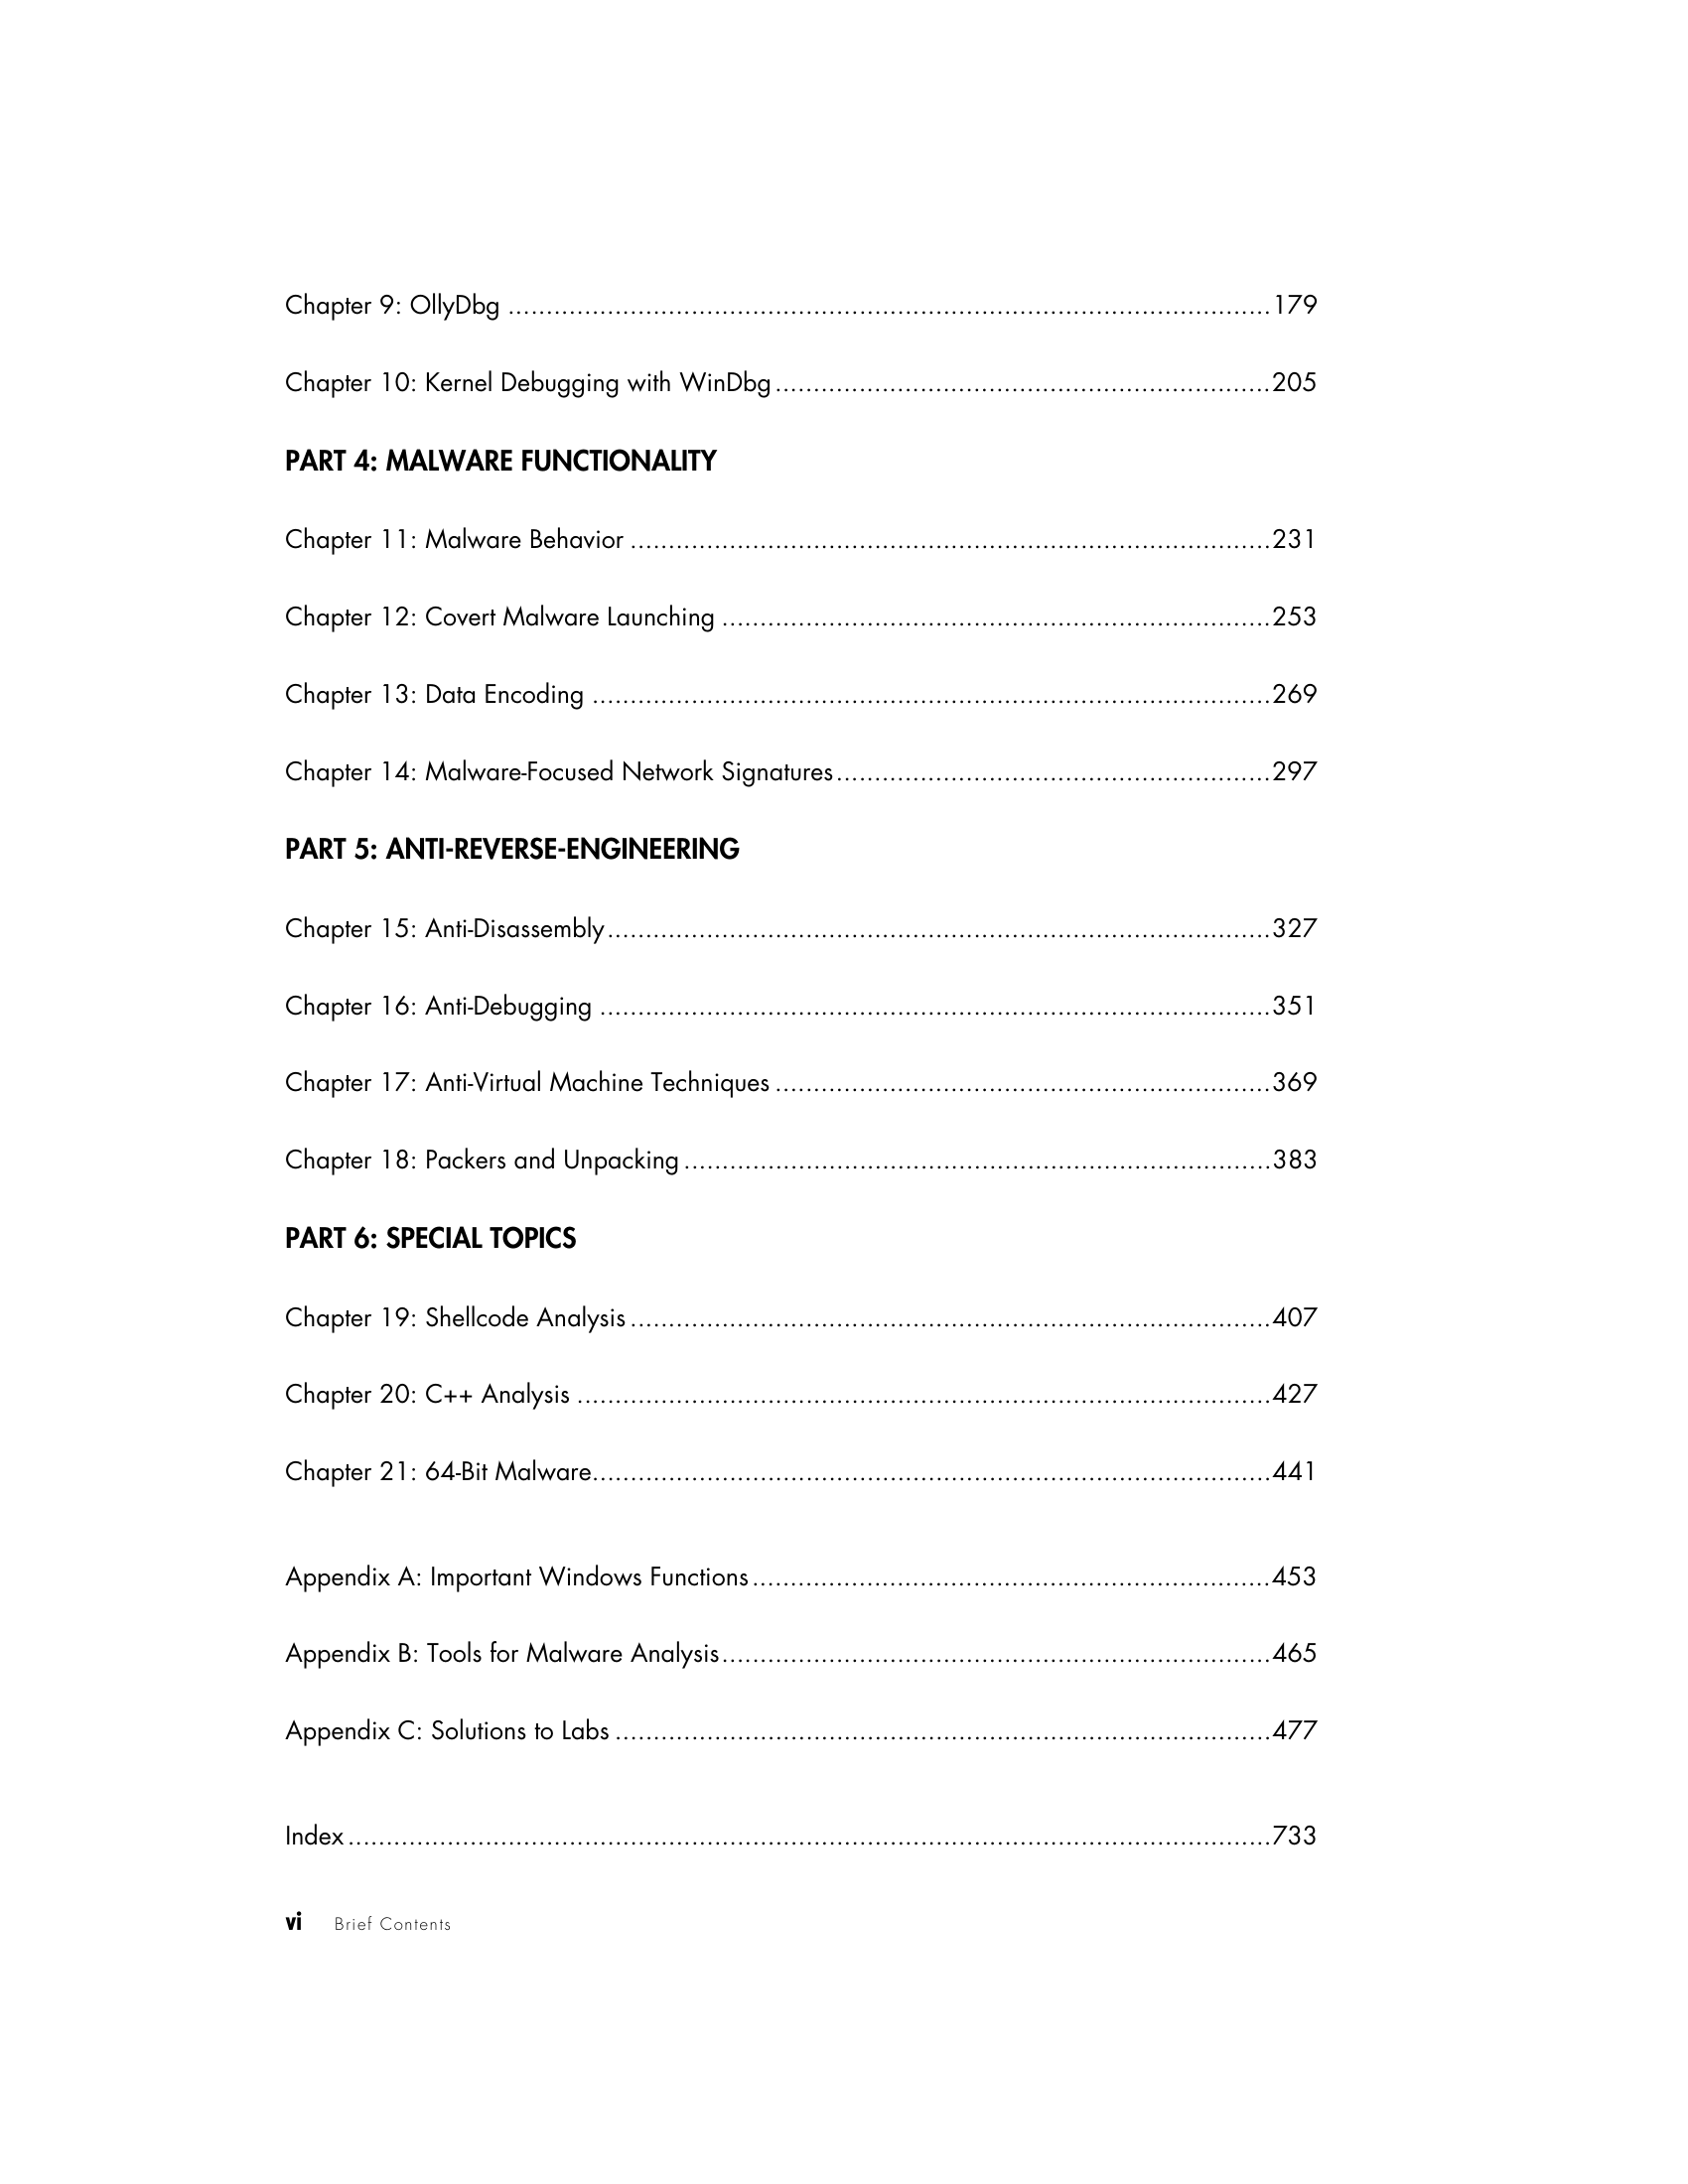 Chapter 9: OllyDbg ........................................................................................................179
Chapter 10: Kernel Debugging with WinDbg....................................................................205
PART 4: MALWARE FUNCTIONALITY
Chapter 11: Malware Behavior .......................................................................................231
Chapter 12: Covert Malware Launching ...........................................................................253
Chapter 13: Data Encoding ............................................................................................269
Chapter 14: Malware-Focused Network Signatures............................................................297
PART 5: ANTI-REVERSE-ENGINEERING
Chapter 15: Anti-Disassembly..........................................................................................327
Chapter 16: Anti-Debugging ...........................................................................................351
Chapter 17: Anti-Virtual Machine Techniques ...................................................................369
Chapter 18: Packers and Unpacking................................................................................383
PART 6: SPECIAL TOPICS
Chapter 19: Shellcode Analysis.......................................................................................407
Chapter 20: C++ Analysis ..............................................................................................427
Chapter 21: 64-Bit Malware............................................................................................441
Appendix A: Important Windows Functions.......................................................................453
Appendix B: Tools for Malware Analysis...........................................................................465
Appendix C: Solutions to Labs .........................................................................................477
Index............................................................................................................................733
vi Brief Contents